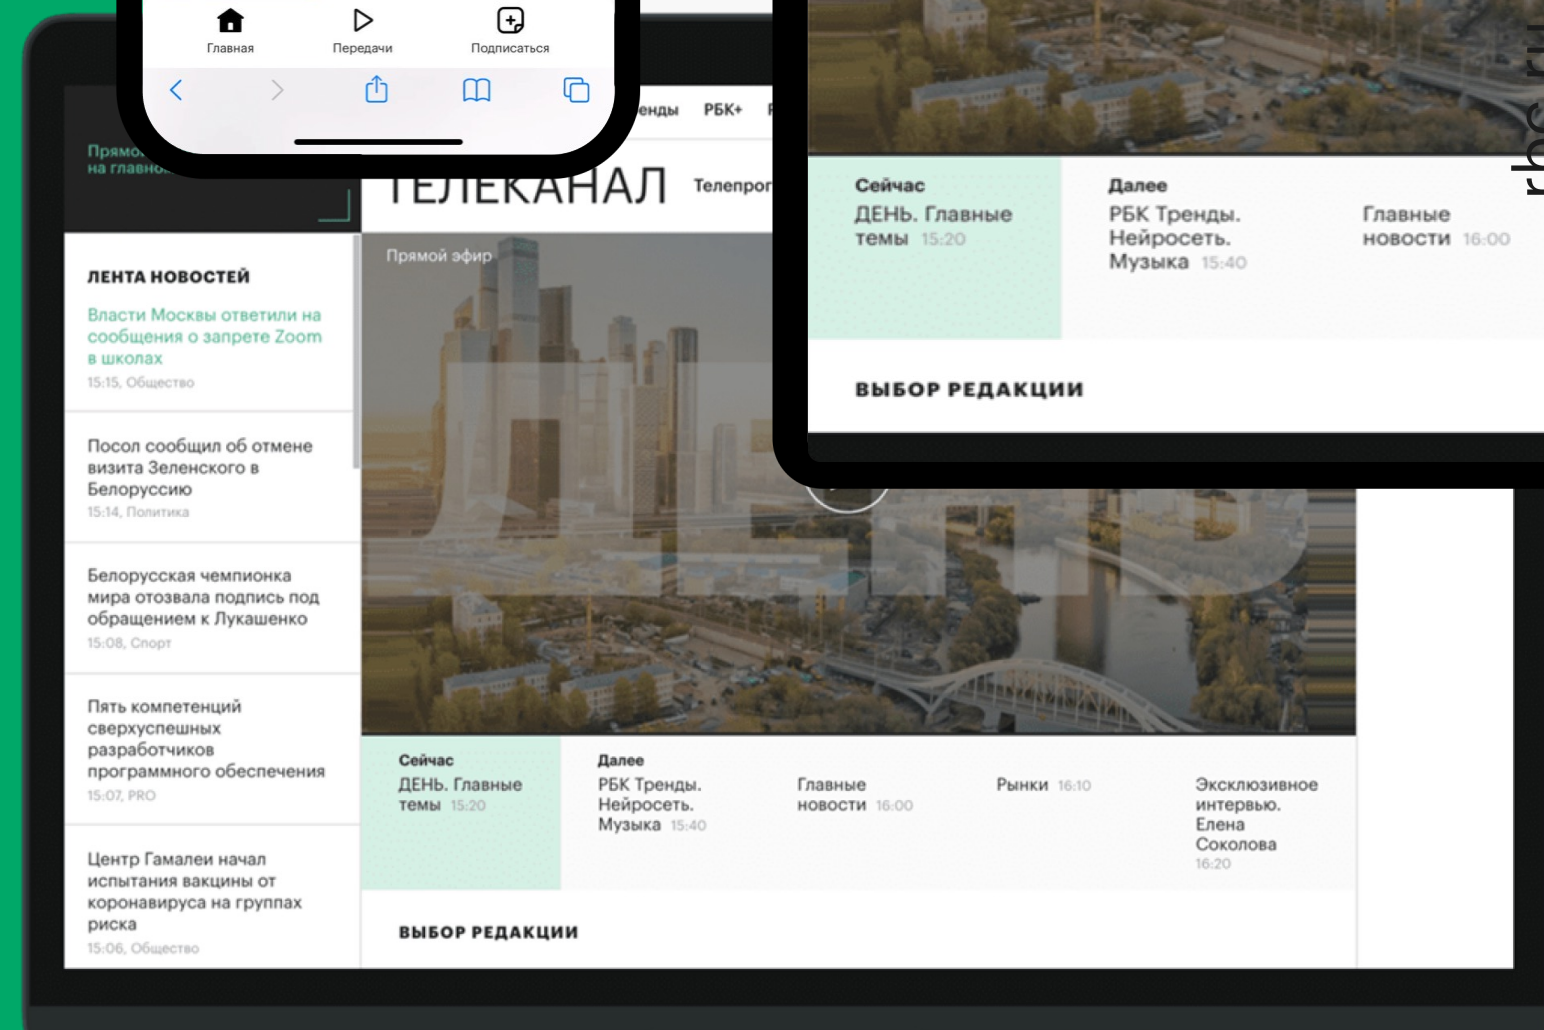 Главная
Передачи
Подписаться
РБК+
на
ТЕЛЕКАНАЛ
Прямой эфир
ЛЕНТА НОВОСТЕЙ
Власти Москвы ответили на
сообщения о запрете Zoom
в школах
15:15, Общество
Посол сообщил об отмене
визита Зеленского в
Белоруссию
15:14, Политика
Белорусская чемпионка
мира отозвала подпись под
обращением к Лукашенко
15:08, Спорт
Пять компетенций
сверхуспешных
разработчиков
программного обеспечения
15:07, PRO
Центр Гамалеи начал
испытания вакцины от
коронавируса на группах
риска
15:06, Общество
ДЕНЬ
Сейчас
ДЕНЬ. Главные
темы 15:20
Далее
РБК Тренды.
Нейросеть.
Музыка 15:40
Главные
новости 16:00
Рынки 16:10
Эксклюзивное
интервью.
Елена
Соколова
16:20
ВЫБОР РЕДАКЦИИ
Сейчас
ДЕНЬ. Главные
темы 15:20
Далее
РБК Тренды.
Нейросеть.
Музыка 15:40
Главные
новости 16:00
ВЫБОР РЕДАКЦИИ
rbc.ru